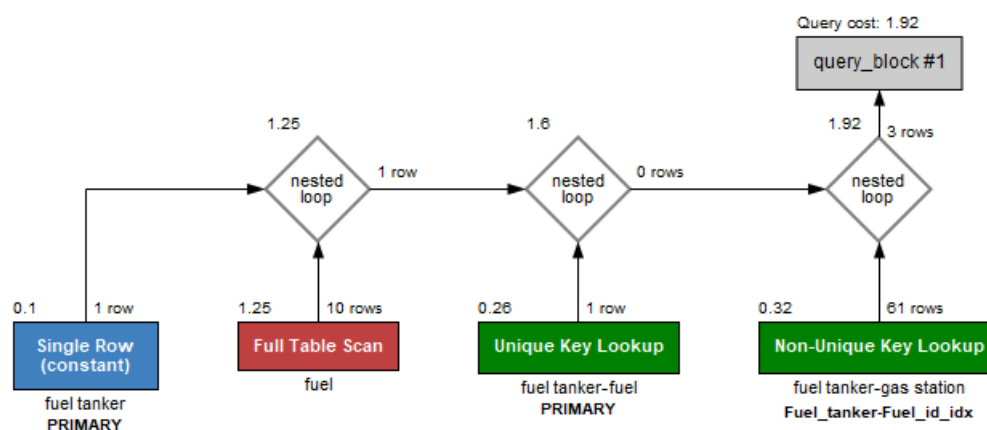 Query cost: 1.92
query_block #1
1.25
1.6
1.92
3 rows
nested
loop
1 row
nested
loop
0 rows
nested
loop
0.1
1 row
1.25
10 rows
0.26
1 row
0.32
61 rows
Single Row
(constant)
Full Table Scan
Unique Key Lookup
Non-Unique Key Lookup
fuel tanker
PRIMARY
fuel
fuel tanker-fuel
PRIMARY
fuel tanker-gas station
Fuel_tanker-Fuel_id_idx